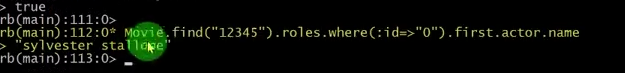 > true
rb(main):111:0>
rb(main):112:0* Movie.find("12345").roles.where(:id=>"0").first.actor.name
> "sylvester stallone"
rb(main):113:0> _